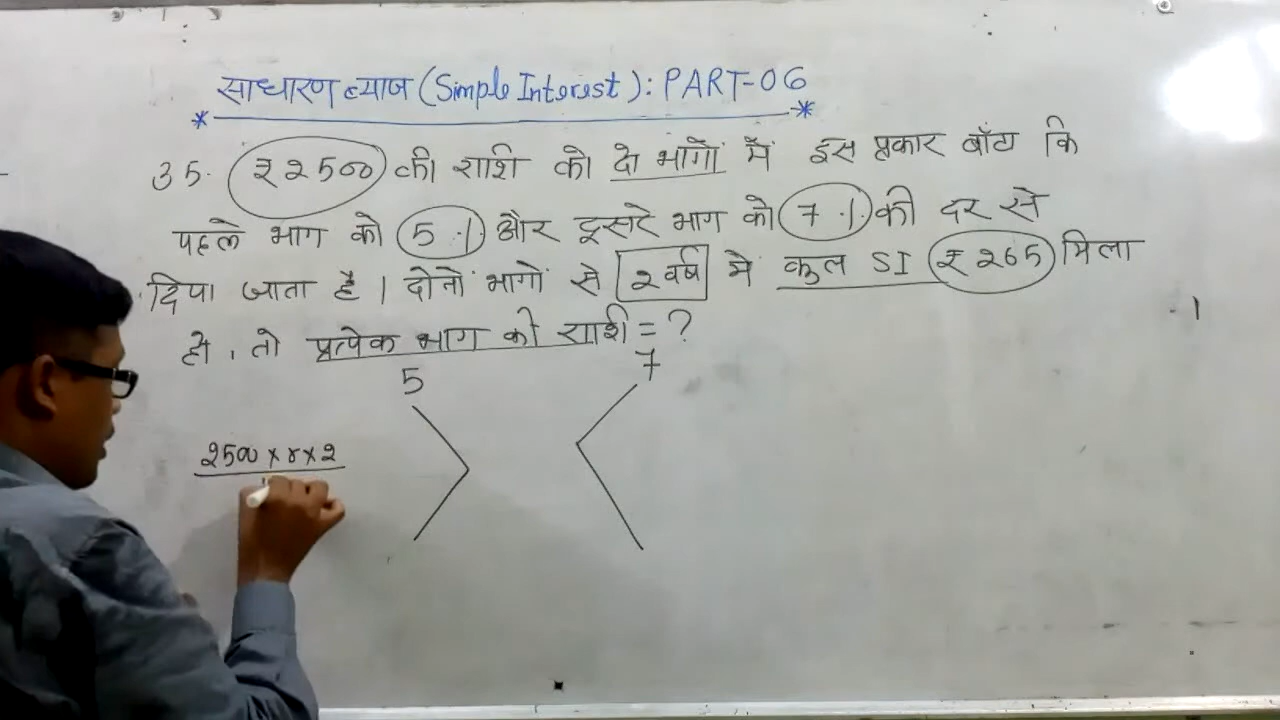 साधारण ब्याज (Simple Interest): PART-06
35. ₹2500 की राशि को दो भागों में इस प्रकार बाँटा कि
पहले भाग को 5% और दूसरे भाग को 7% की दर से
दिया जाता है। दोनों भागों से 2 वर्ष में कुल SI ₹265 मिला
हो, तो प्रत्येक भाग की राशि = ?
5 7
2500 × r × 2